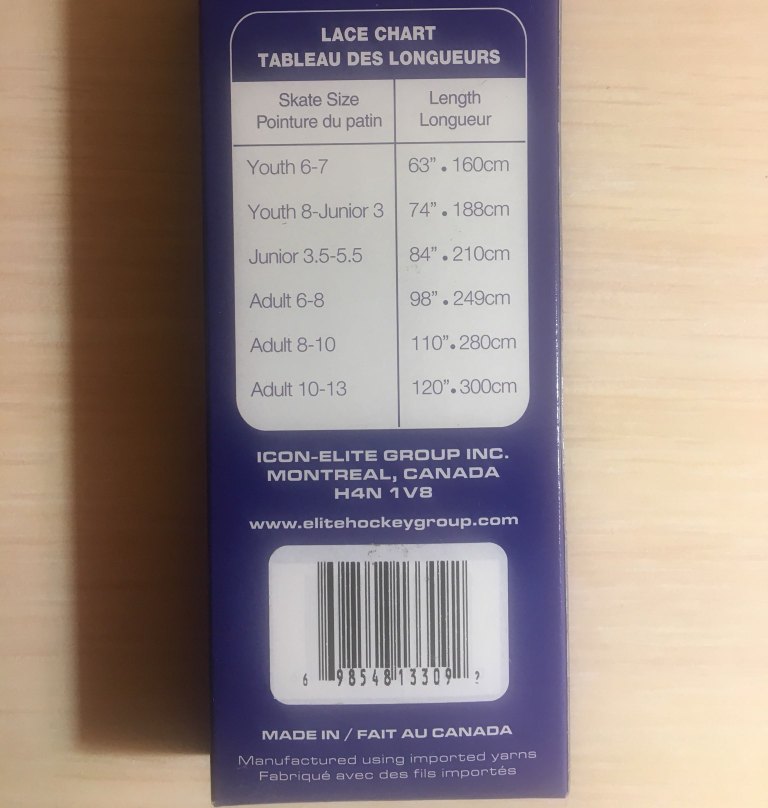 LACE CHART
TABLEAU DES LONGUEURS
Skate Size Length
Pointure du patin Longueur
Youth 6-7 63” • 160cm
Youth 8-Junior 3 74” • 188cm
Junior 3.5-5.5 84” • 210cm
Adult 6-8 98” • 249cm
Adult 8-10 110” • 280cm
Adult 10-13 120” • 300cm
ICON-ELITE GROUP INC.
MONTREAL, CANADA
H4N 1V8
www.elitehockeygroup.com
6 98548 13309 2
MADE IN / FAIT AU CANADA
Manufactured using imported yarns
Fabriqué avec des fils importés